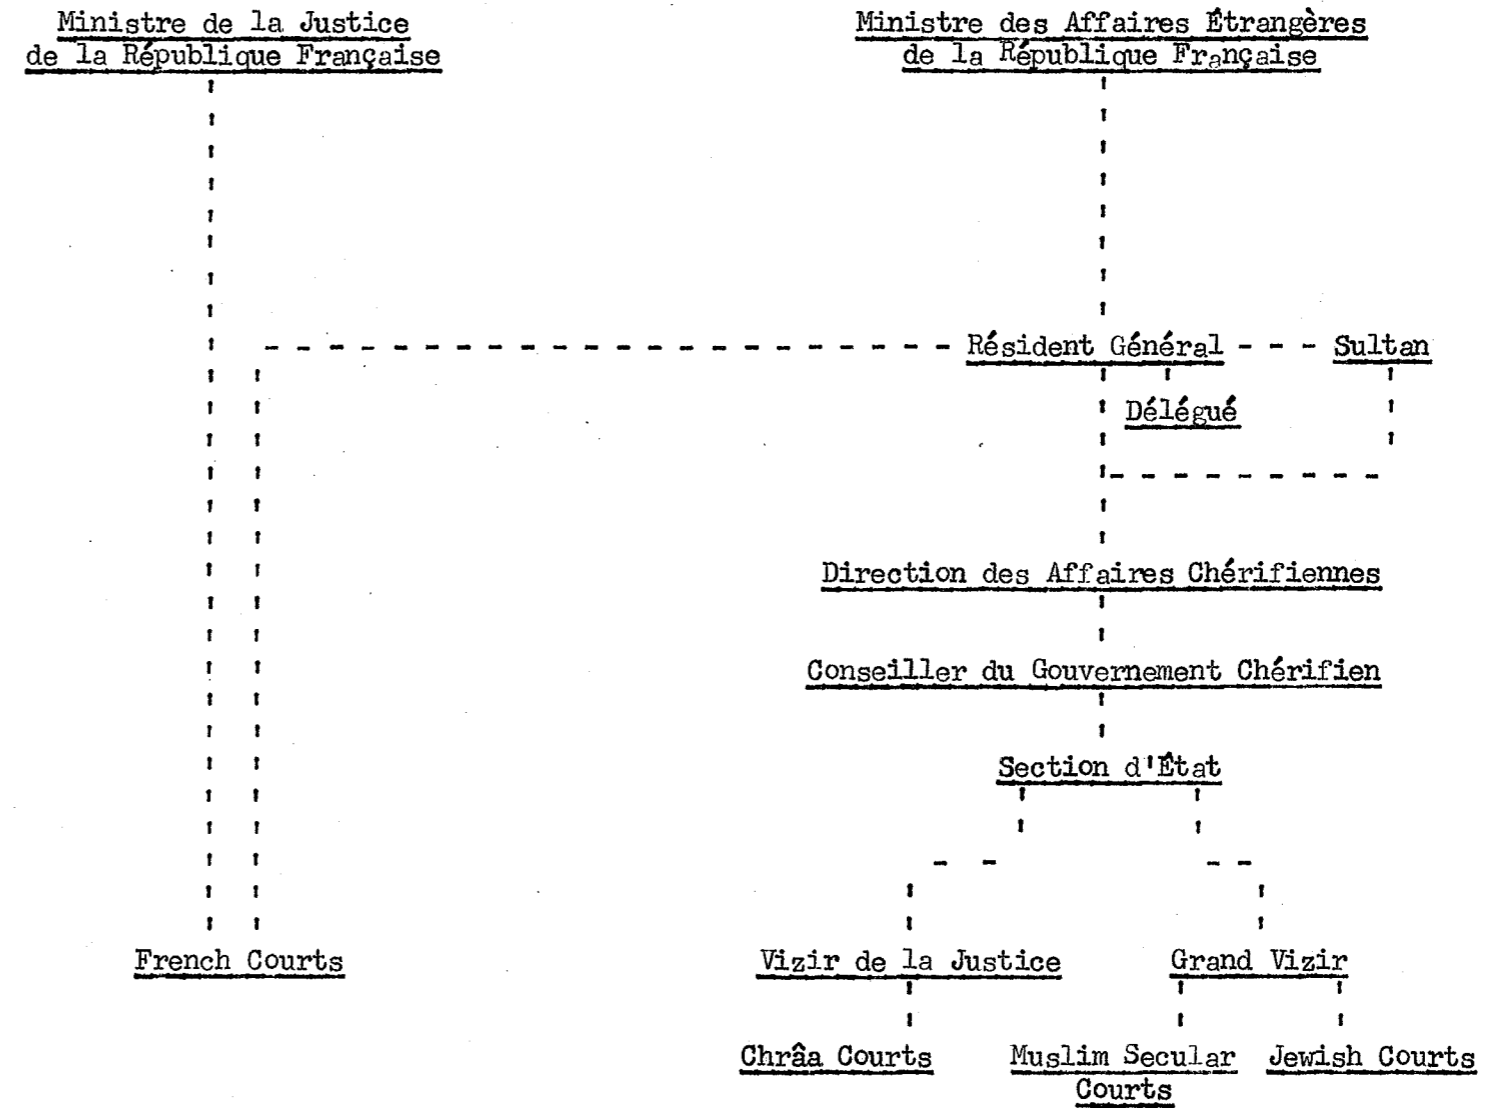 Ministre de la Justice
de la République Française
Ministre des Affaires Étrangères
de la République Française
Résident Général
Sultan
Délégué
Direction des Affaires Chérifiennes
Conseiller du Gouvernement Chérifien
Section d'État
French Courts
Vizir de la Justice
Grand Vizir
Chrâa Courts
Muslim Secular
Courts
Jewish Courts